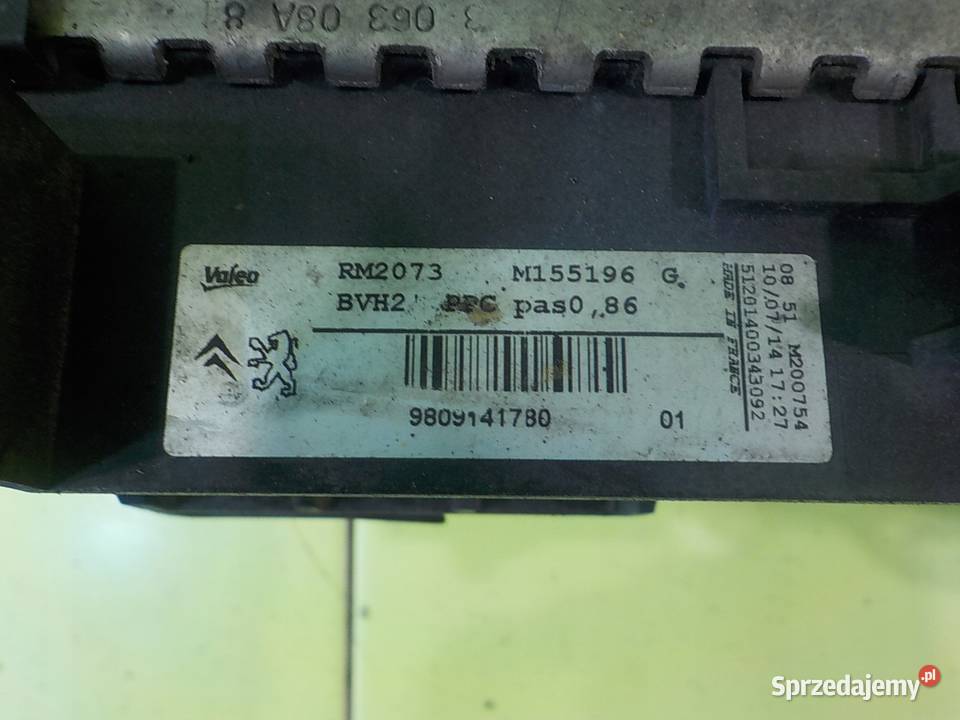 3 063 08A 8
Valeo RM2073 M155196 G.
BVH2 PFC pas0,86
9809141780 01
08 51 M200754
10/07/14 17:27
51201400343092
MADE IN FRANCE
Sprzedajemy.pl